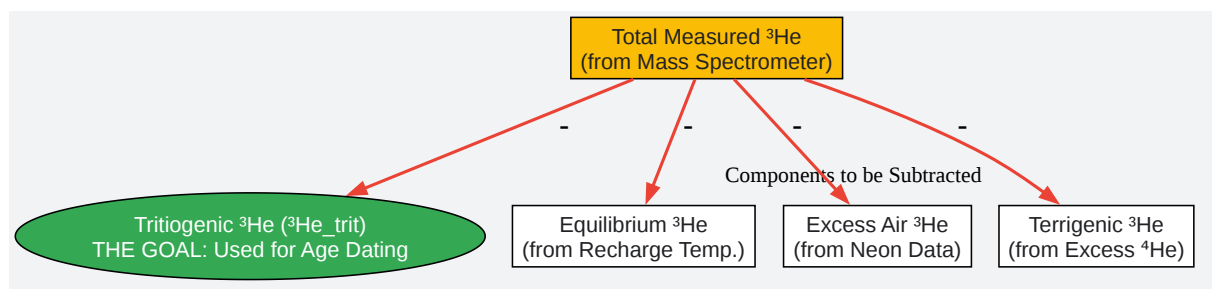 Total Measured ³He
(from Mass Spectrometer)
-
-
-
-
Components to be Subtracted
Tritiogenic ³He (³He_trit)
THE GOAL: Used for Age Dating
Equilibrium ³He
(from Recharge Temp.)
Excess Air ³He
(from Neon Data)
Terrigenic ³He
(from Excess ⁴He)